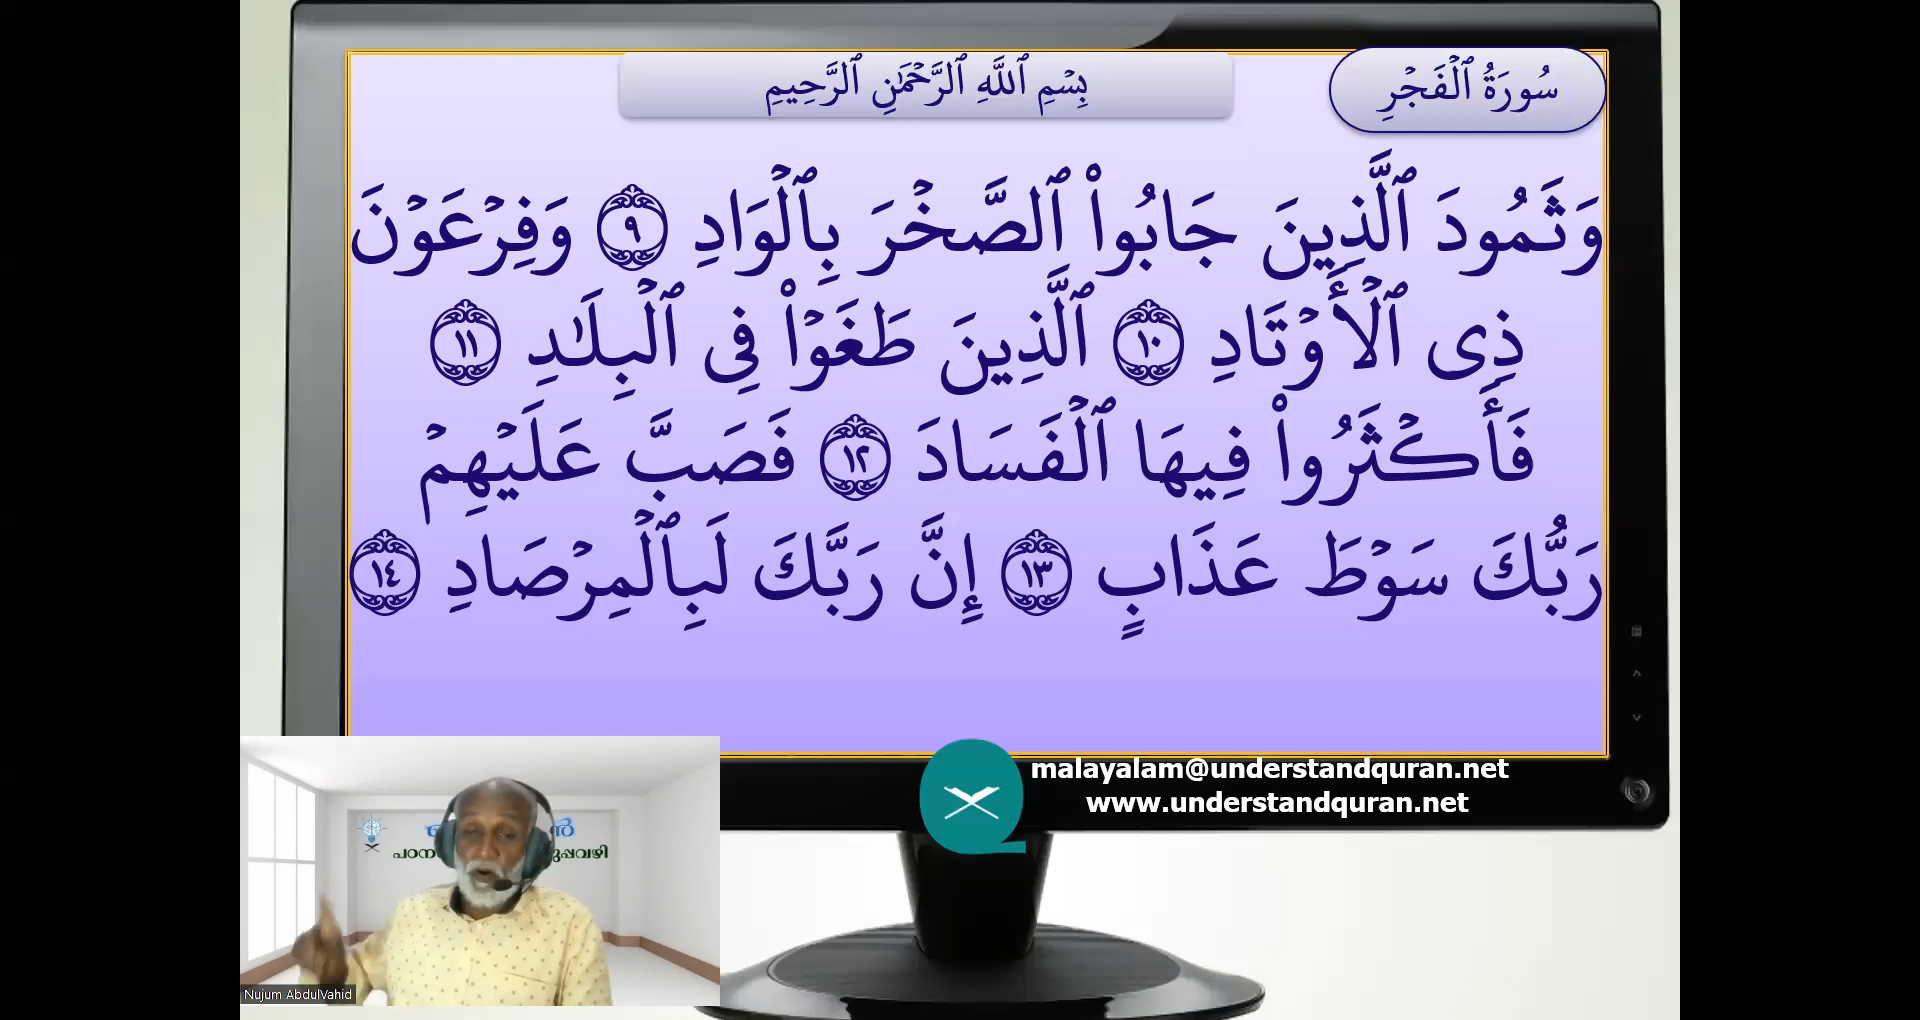 سُورَةُ ٱلْفَجْرِ
بِسْمِ ٱللَّهِ ٱلرَّحْمَٰنِ ٱلرَّحِيمِ
وَثَمُودَ ٱلَّذِينَ جَابُوا۟ ٱلصَّخْرَ بِٱلْوَادِ ٩ وَفِرْعَوْنَ
ذِى ٱلْأَوْتَادِ ١٠ ٱلَّذِينَ طَغَوْا۟ فِى ٱلْبِلَـٰدِ ١١
فَأَكْثَرُوا۟ فِيهَا ٱلْفَسَادَ ١٢ فَصَبَّ عَلَيْهِمْ
رَبُّكَ سَوْطَ عَذَابٍ ١٣ إِنَّ رَبَّكَ لَبِٱلْمِرْصَادِ ١٤
malayalam@understandquran.net
www.understandquran.net
Nujum AbdulVahid